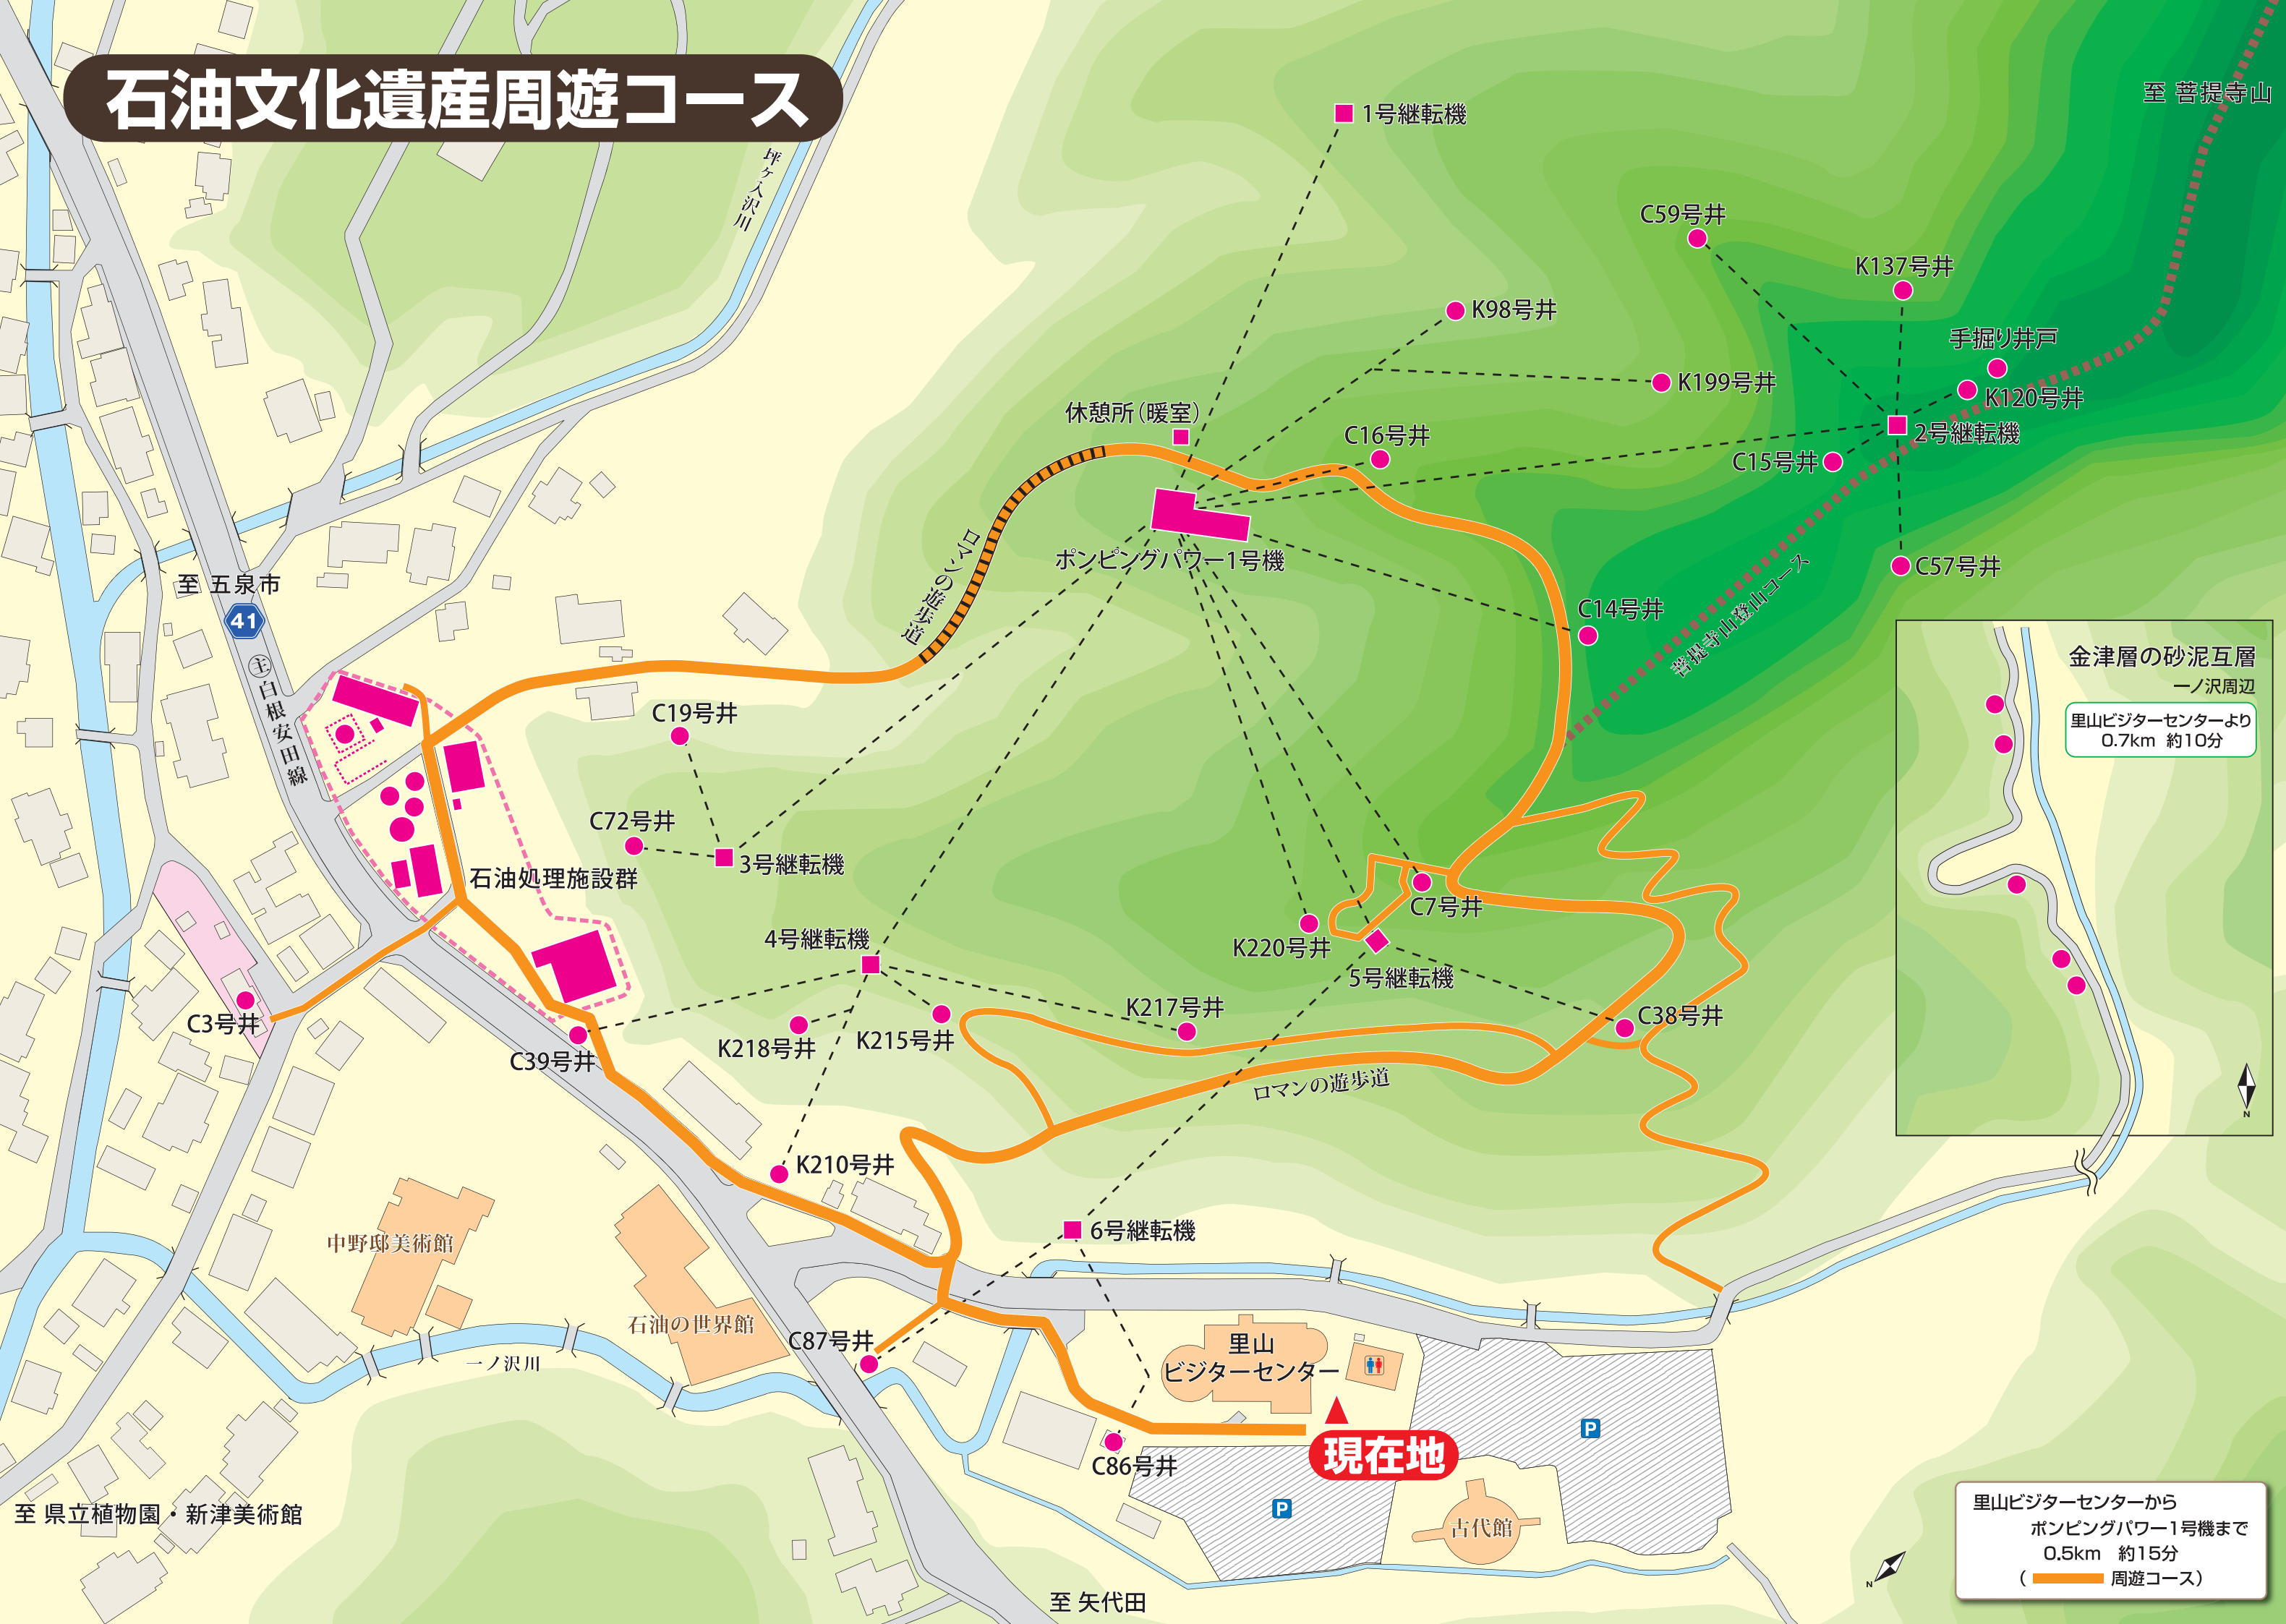 石油文化遺産周遊コース
至 菩提寺山
1号継転機
坪ヶ入沢川
C59号井
K137号井
K98号井
手掘り井戸
K199号井
K120号井
休憩所（暖室）
C16号井
2号継転機
C15号井
ロマンの遊歩道
ポンピングパワー1号機
C57号井
至 五泉市
41
主 白根安田線
C14号井
菩提寺山登山コース
金津層の砂泥互層
一ノ沢周辺
里山ビジターセンターより
0.7km 約10分
N
C19号井
C72号井
3号継転機
石油処理施設群
C7号井
K220号井
4号継転機
5号継転機
C3号井
C39号井
K218号井
K215号井
K217号井
C38号井
ロマンの遊歩道
K210号井
中野邸美術館
6号継転機
石油の世界館
C87号井
一ノ沢川
里山
ビジターセンター
P
現在地
C86号井
P
古代館
至 県立植物園・新津美術館
至 矢代田
N
里山ビジターセンターから
ポンピングパワー1号機まで
0.5km 約15分
（ 周遊コース）